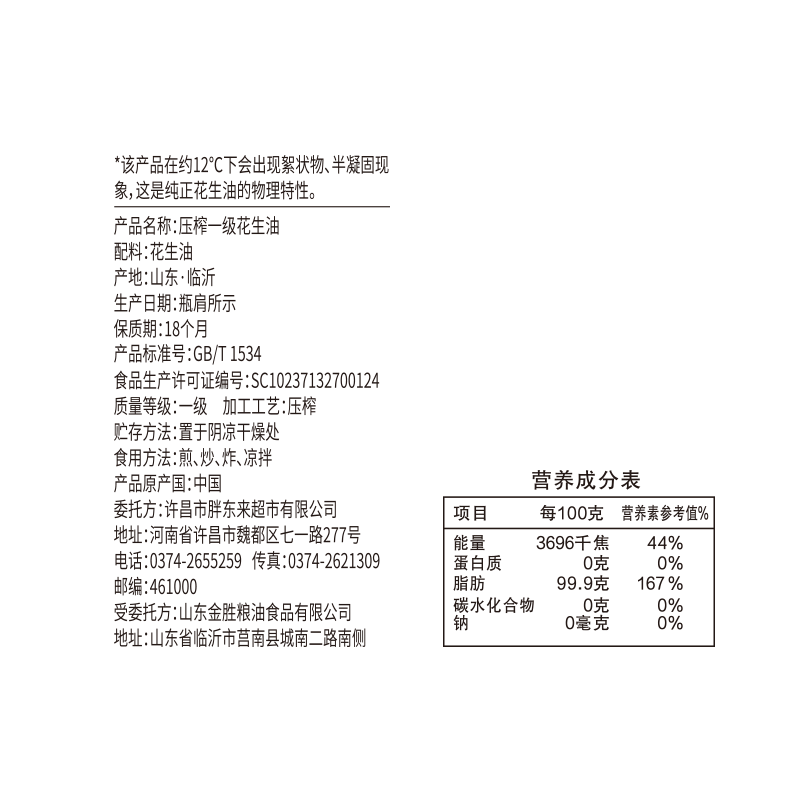 *该产品在约12℃下会出现絮状物、半凝固现
象，这是纯正花生油的物理特性。
产品名称：压榨一级花生油
配料：花生油
产地：山东·临沂
生产日期：瓶肩所示
保质期：18个月
产品标准号：GB/T 1534
食品生产许可证编号：SC10237132700124
质量等级：一级 加工工艺：压榨
贮存方法：置于阴凉干燥处
食用方法：煎、炒、炸、凉拌
产品原产国：中国
委托方：许昌市胖东来超市有限公司
地址：河南省许昌市魏都区七一路277号
电话：0374-2655259 传真：0374-2621309
邮编：461000
受委托方：山东金胜粮油食品有限公司
地址：山东省临沂市莒南县城南二路南侧
营养成分表
项目 每100克 营养素参考值%
能量 3696千焦 44%
蛋白质 0克 0%
脂肪 99.9克 167%
碳水化合物 0克 0%
钠 0毫克 0%